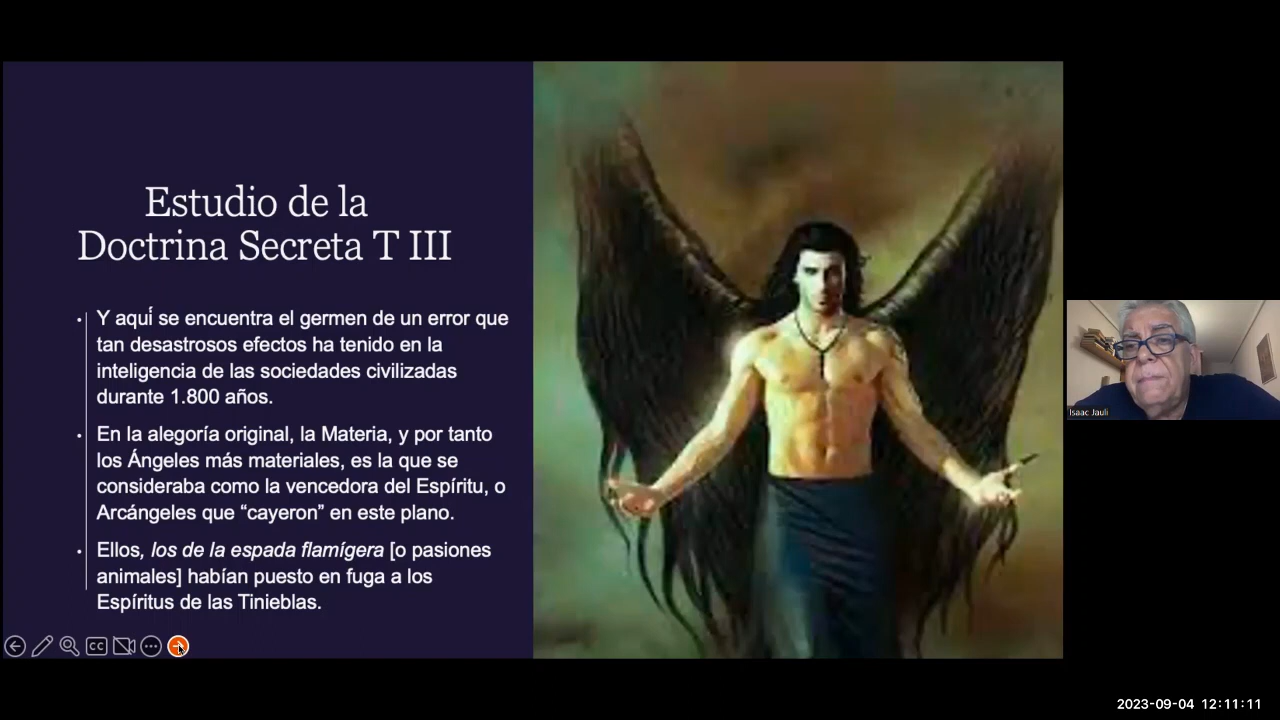 Estudio de la
Doctrina Secreta T III
• Y aquí se encuentra el germen de un error que
tan desastrosos efectos ha tenido en la
inteligencia de las sociedades civilizadas
durante 1.800 años.
• En la alegoría original, la Materia, y por tanto
los Ángeles más materiales, es la que se
consideraba como la vencedora del Espíritu, o
Arcángeles que “cayeron” en este plano.
• Ellos, los de la espada flamígera [o pasiones
animales] habían puesto en fuga a los
Espíritus de las Tinieblas.
CC
Isaac Jauli
2023-09-04 12:11:11